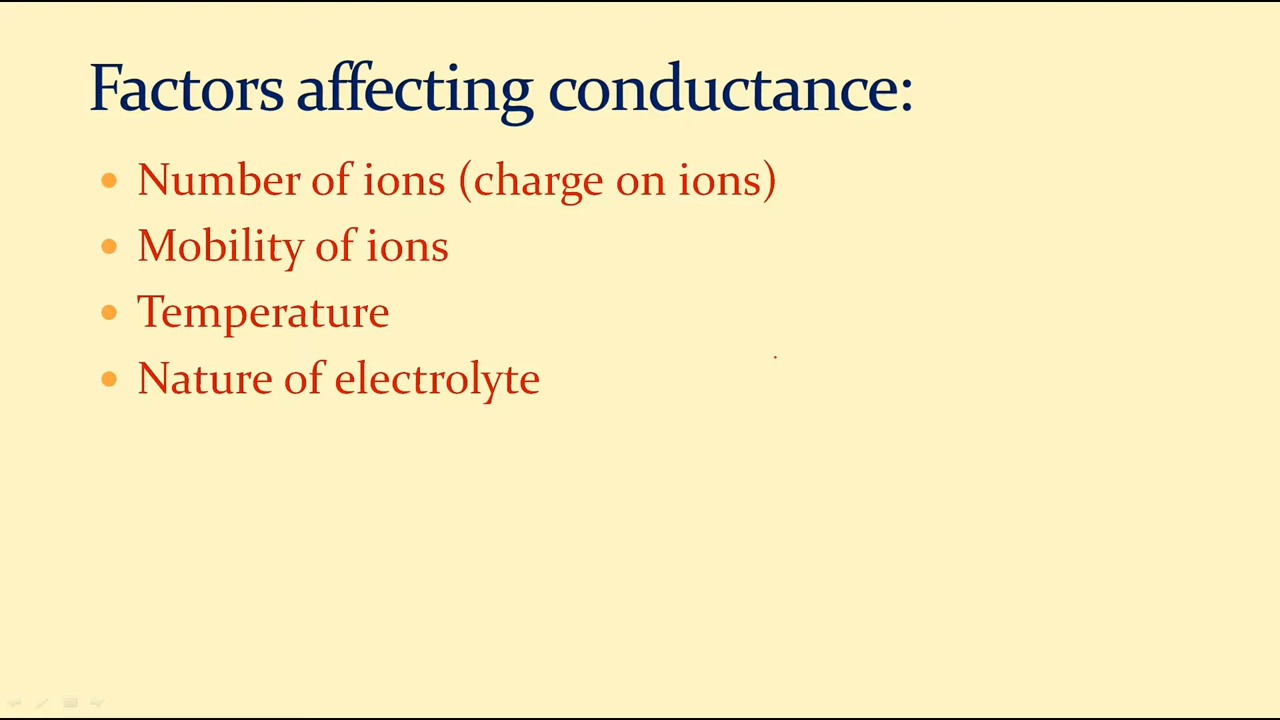 Factors affecting conductance:
Number of ions (charge on ions)
Mobility of ions
Temperature
Nature of electrolyte